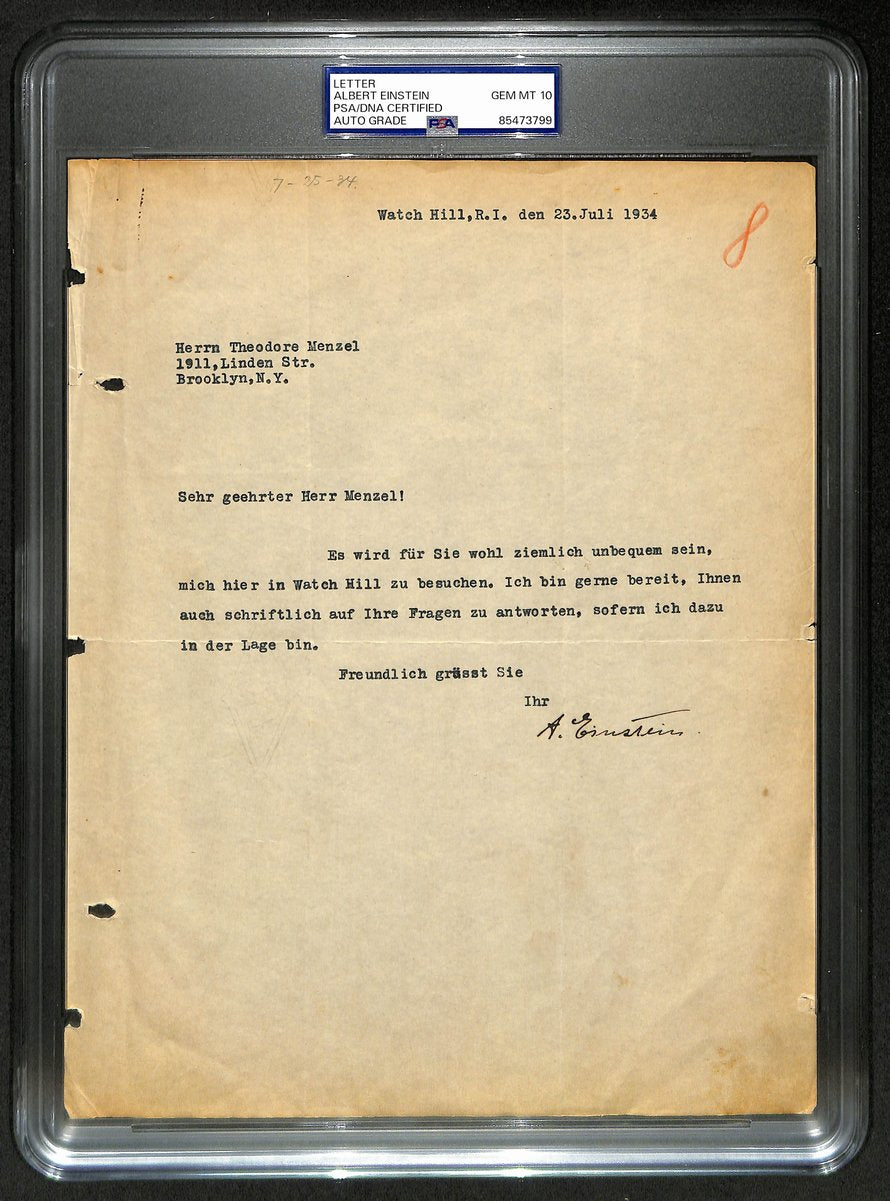 LETTER
ALBERT EINSTEIN GEM MT 10
PSA/DNA CERTIFIED
AUTO GRADE PSA 85473799
7-25-34.
Watch Hill,R.I. den 23.Juli 1934
8
Herrn Theodore Menzel
1911,Linden Str.
Brooklyn,N.Y.
Sehr geehrter Herr Menzel!
Es wird für Sie wohl ziemlich unbequem sein,
mich hier in Watch Hill zu besuchen. Ich bin gerne bereit, Ihnen
auch schriftlich auf Ihre Fragen zu antworten, sofern ich dazu
in der Lage bin.
Freundlich grüsst Sie
Ihr
A. Einstein.